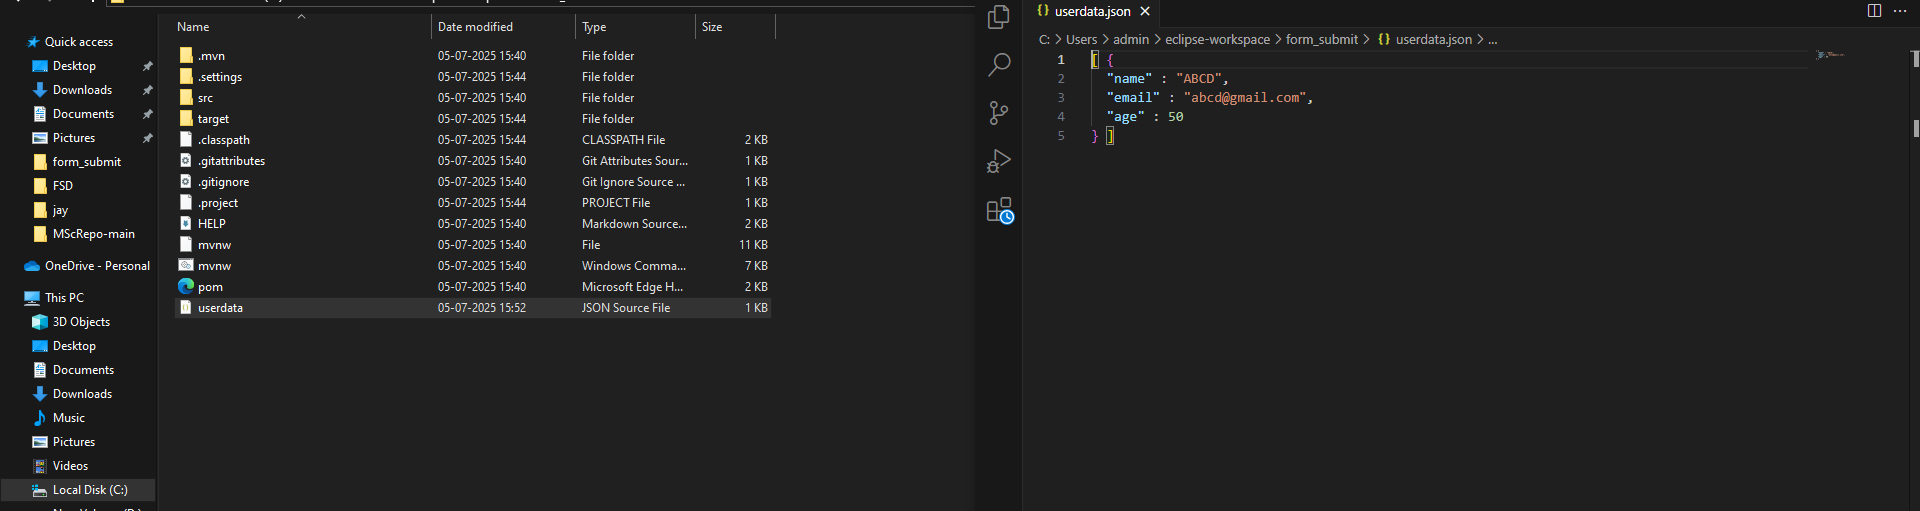 Name Date modified Type Size
Quick access
Desktop
Downloads
Documents
Pictures
form_submit
FSD
jay
MScRepo-main
OneDrive - Personal
This PC
3D Objects
Desktop
Documents
Downloads
Music
Pictures
Videos
Local Disk (C:)
.mvn 05-07-2025 15:40 File folder
.settings 05-07-2025 15:44 File folder
src 05-07-2025 15:40 File folder
target 05-07-2025 15:44 File folder
.classpath 05-07-2025 15:44 CLASSPATH File 2 KB
.gitattributes 05-07-2025 15:40 Git Attributes Sour... 1 KB
.gitignore 05-07-2025 15:40 Git Ignore Source ... 1 KB
.project 05-07-2025 15:44 PROJECT File 1 KB
HELP 05-07-2025 15:40 Markdown Source... 2 KB
mvnw 05-07-2025 15:40 File 11 KB
mvnw 05-07-2025 15:40 Windows Comma... 7 KB
pom 05-07-2025 15:40 Microsoft Edge H... 2 KB
userdata 05-07-2025 15:52 JSON Source File 1 KB
{} userdata.json ×
C: > Users > admin > eclipse-workspace > form_submit > {} userdata.json > ...
1 [ {
2 "name" : "ABCD",
3 "email" : "abcd@gmail.com",
4 "age" : 50
5 } ]